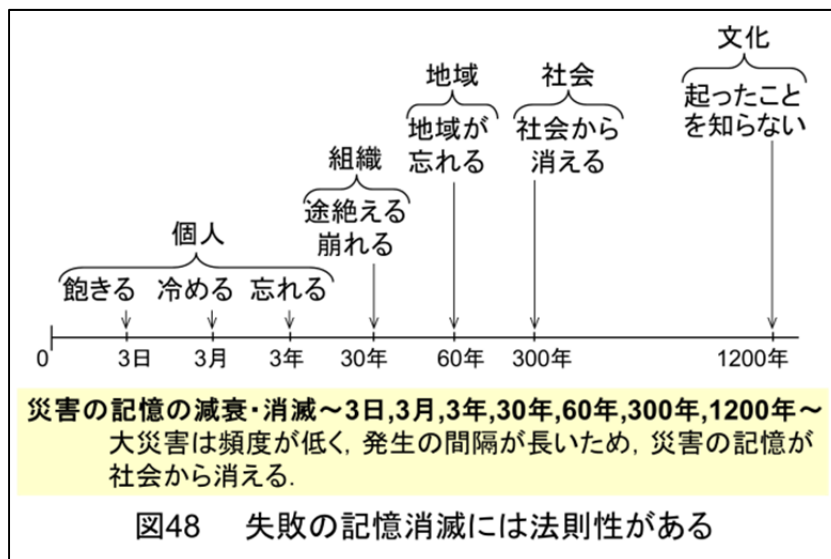 文化
起ったこと
を知らない
地域
社会
地域が
忘れる
社会から
消える
組織
途絶える
崩れる
個人
飽きる 冷める 忘れる
0 3日 3月 3年 30年 60年 300年 1200年
災害の記憶の減衰・消滅～3日,3月,3年,30年,60年,300年,1200年～
大災害は頻度が低く, 発生の間隔が長いため, 災害の記憶が
社会から消える.
図48 失敗の記憶消滅には法則性がある